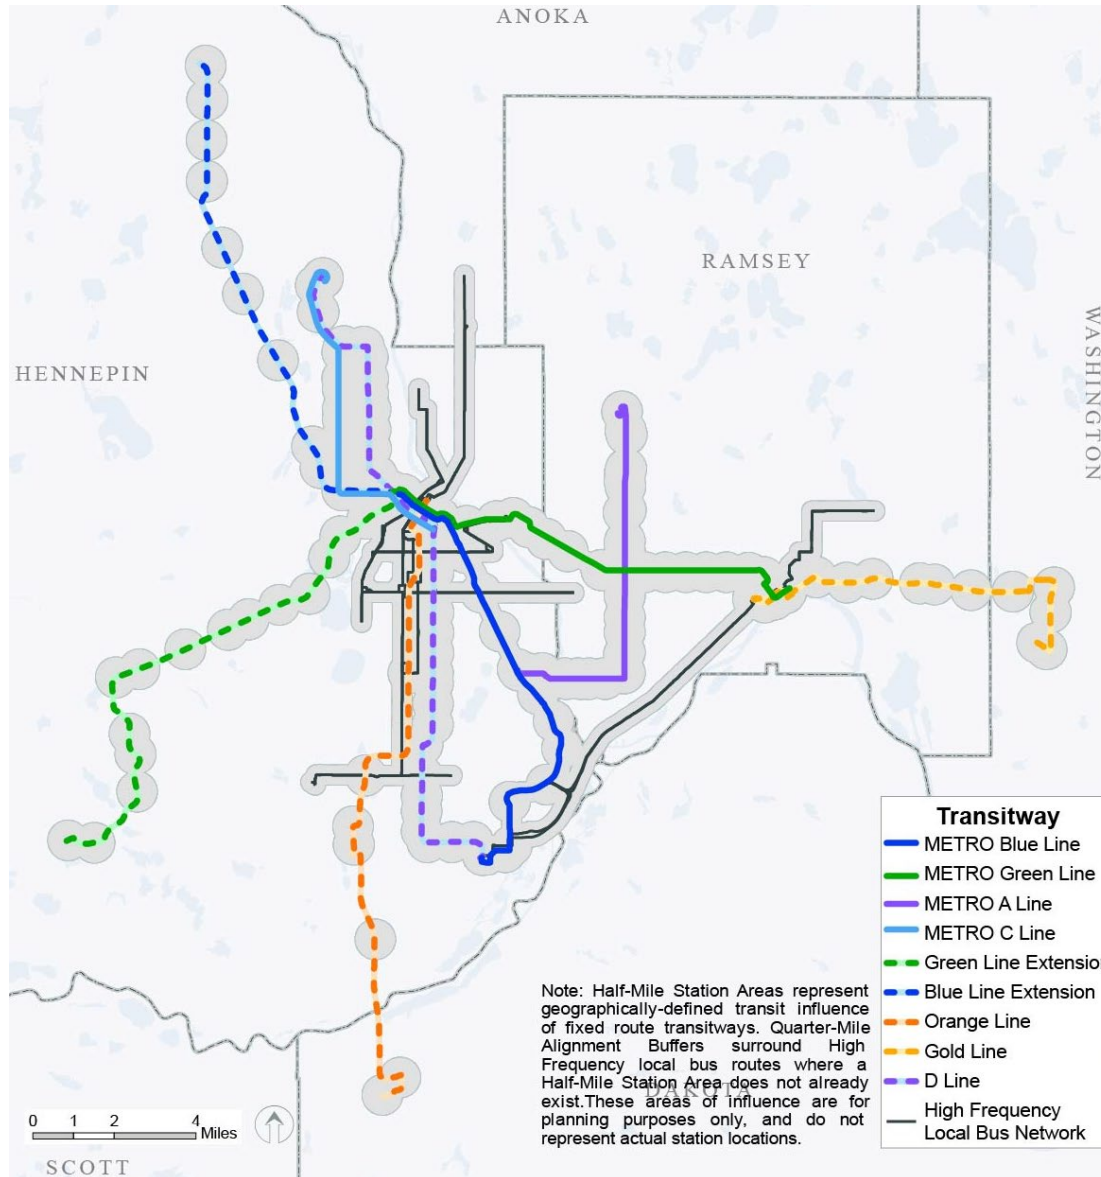 ANOKA
RAMSEY
HENNEPIN
WASHINGTON
Transitway
METRO Blue Line
METRO Green Line
METRO A Line
METRO C Line
Green Line Extensio
Blue Line Extension
Orange Line
Gold Line
D Line
High Frequency
Local Bus Network
Note: Half-Mile Station Areas represent
geographically-defined transit influence
of fixed route transitways. Quarter-Mile
Alignment Buffers surround High
Frequency local bus routes where a
Half-Mile Station Area does not already
exist.These areas of influence are for
planning purposes only, and do not
represent actual station locations.
DAKOTA
0 1 2 4
Miles
SCOTT